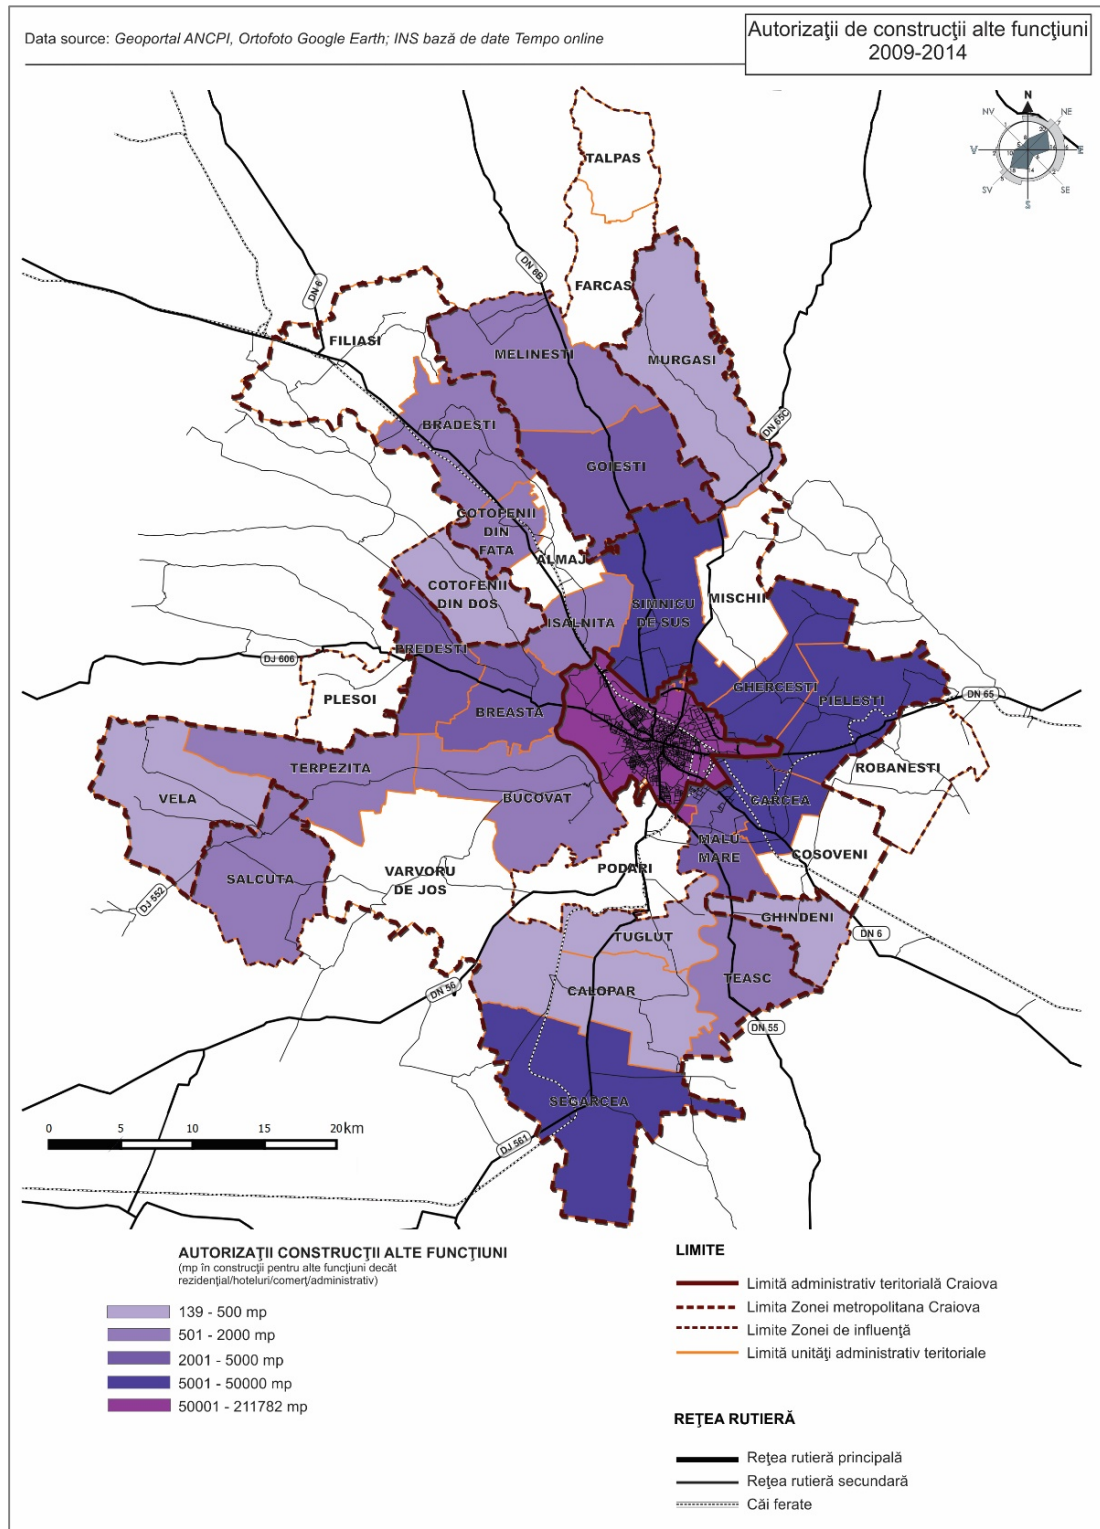 Data source: Geoportal ANCPI, Ortofoto Google Earth; INS bază de date Tempo online
Autorizaţii de construcţii alte funcţiuni
2009-2014
N
NV
NE
V
E
SV
SE
S
TALPAS
DN 6B
FARCAS
DN 6
FILIASI
MELINESTI
MURGASI
BRADESTI
DN 65C
GOIESTI
COTOFENII
DIN
FATA
ALMAJ
COTOFENII
DIN DOS
MISCHII
SIMNICU
DE SUS
ISALNITA
PREDESTI
DJ 606
GHERCESTI
PLESOI
PIELESTI
DN 65
BREASTA
ROBANESTI
TERPEZITA
VELA
BUCOVAT
CARCEA
MALU
MARE
COSOVENI
PODARI
VARVORU
DE JOS
SALCUTA
DJ 552
GHINDENI
DN 6
TUGLUT
TEASC
CALOPAR
DN 56
DN 55
SEGARCEA
DJ 561
0 5 10 15 20km
AUTORIZAŢII CONSTRUCŢII ALTE FUNCŢIUNI
(mp în construcţii pentru alte funcţiuni decât
rezidenţial/hoteluri/comerţ/administrativ)
139 - 500 mp
501 - 2000 mp
2001 - 5000 mp
5001 - 50000 mp
50001 - 211782 mp
LIMITE
Limită administrativ teritorială Craiova
Limita Zonei metropolitana Craiova
Limite Zonei de influenţă
Limită unităţi administrativ teritoriale
REŢEA RUTIERĂ
Reţea rutieră principală
Reţea rutieră secundară
Căi ferate